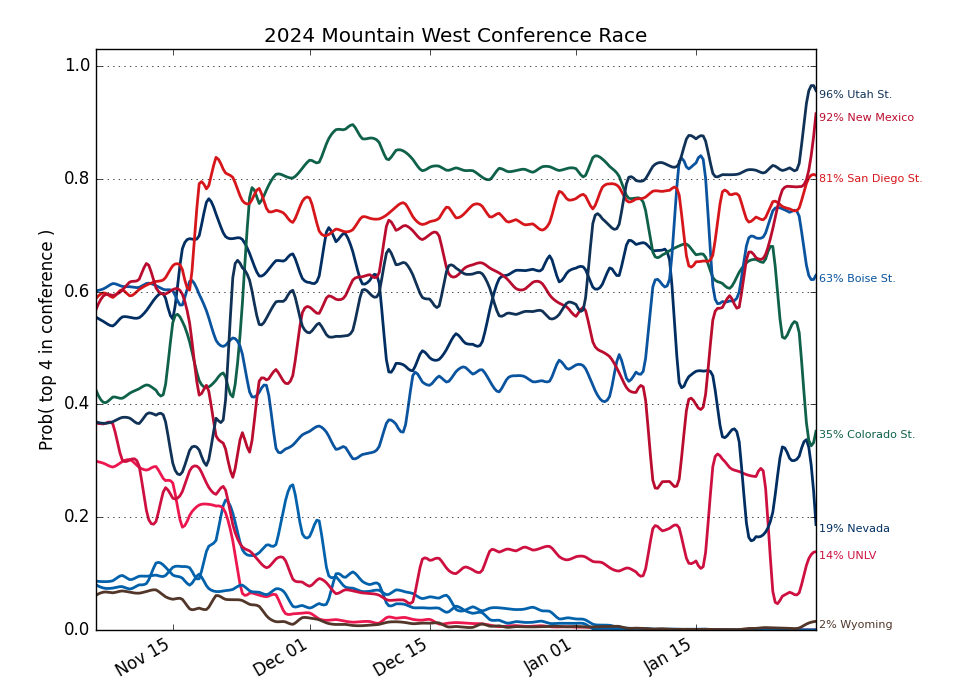 2024 Mountain West Conference Race
Prob( top 4 in conference )
1.0
0.8
0.6
0.4
0.2
0.0
Nov 15
Dec 01
Dec 15
Jan 01
Jan 15
96% Utah St.
92% New Mexico
81% San Diego St.
63% Boise St.
35% Colorado St.
19% Nevada
14% UNLV
2% Wyoming